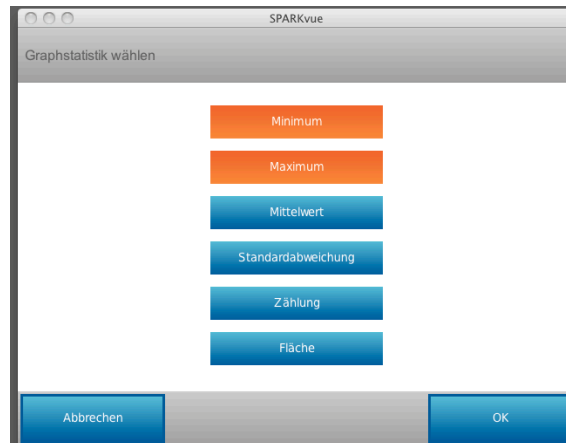 SPARKvue
Graphstatistik wählen
Minimum
Maximum
Mittelwert
Standardabweichung
Zählung
Fläche
Abbrechen
OK